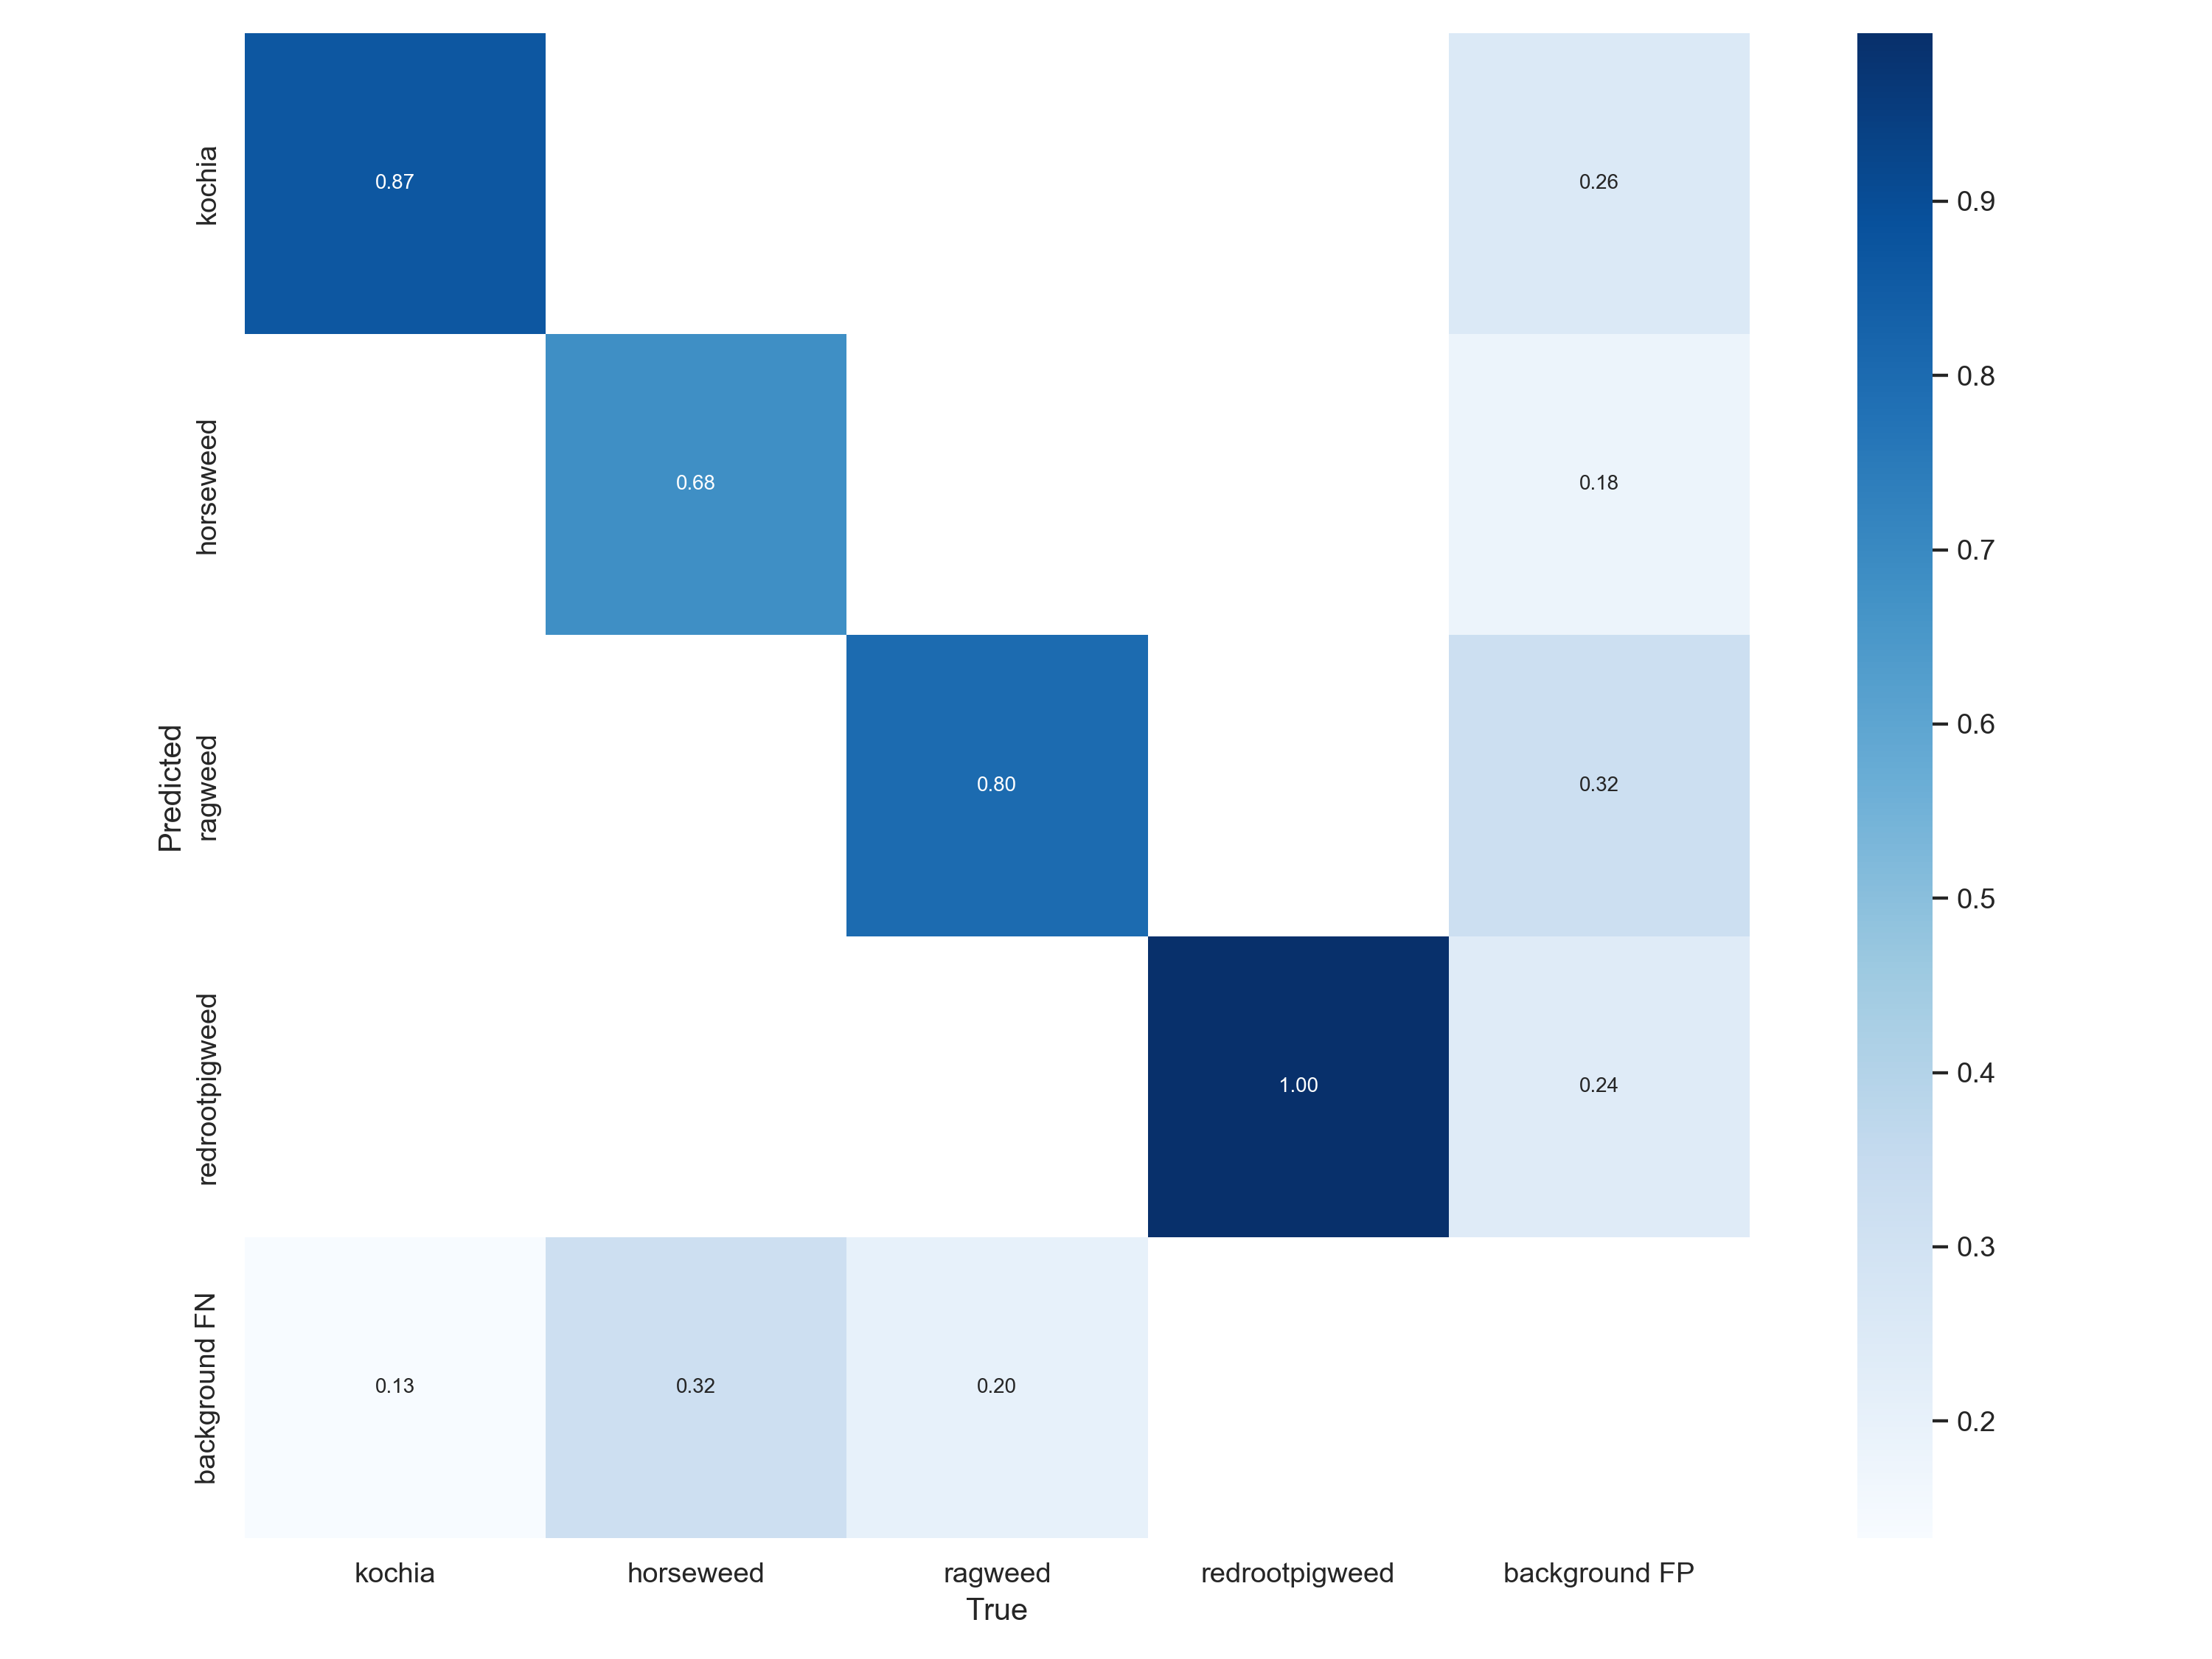 kochia
0.87
0.26
horseweed
0.68
0.18
Predicted
ragweed
0.80
0.32
redrootpigweed
1.00
0.24
background FN
0.13
0.32
0.20
kochia
horseweed
ragweed
redrootpigweed
background FP
True
0.9
0.8
0.7
0.6
0.5
0.4
0.3
0.2